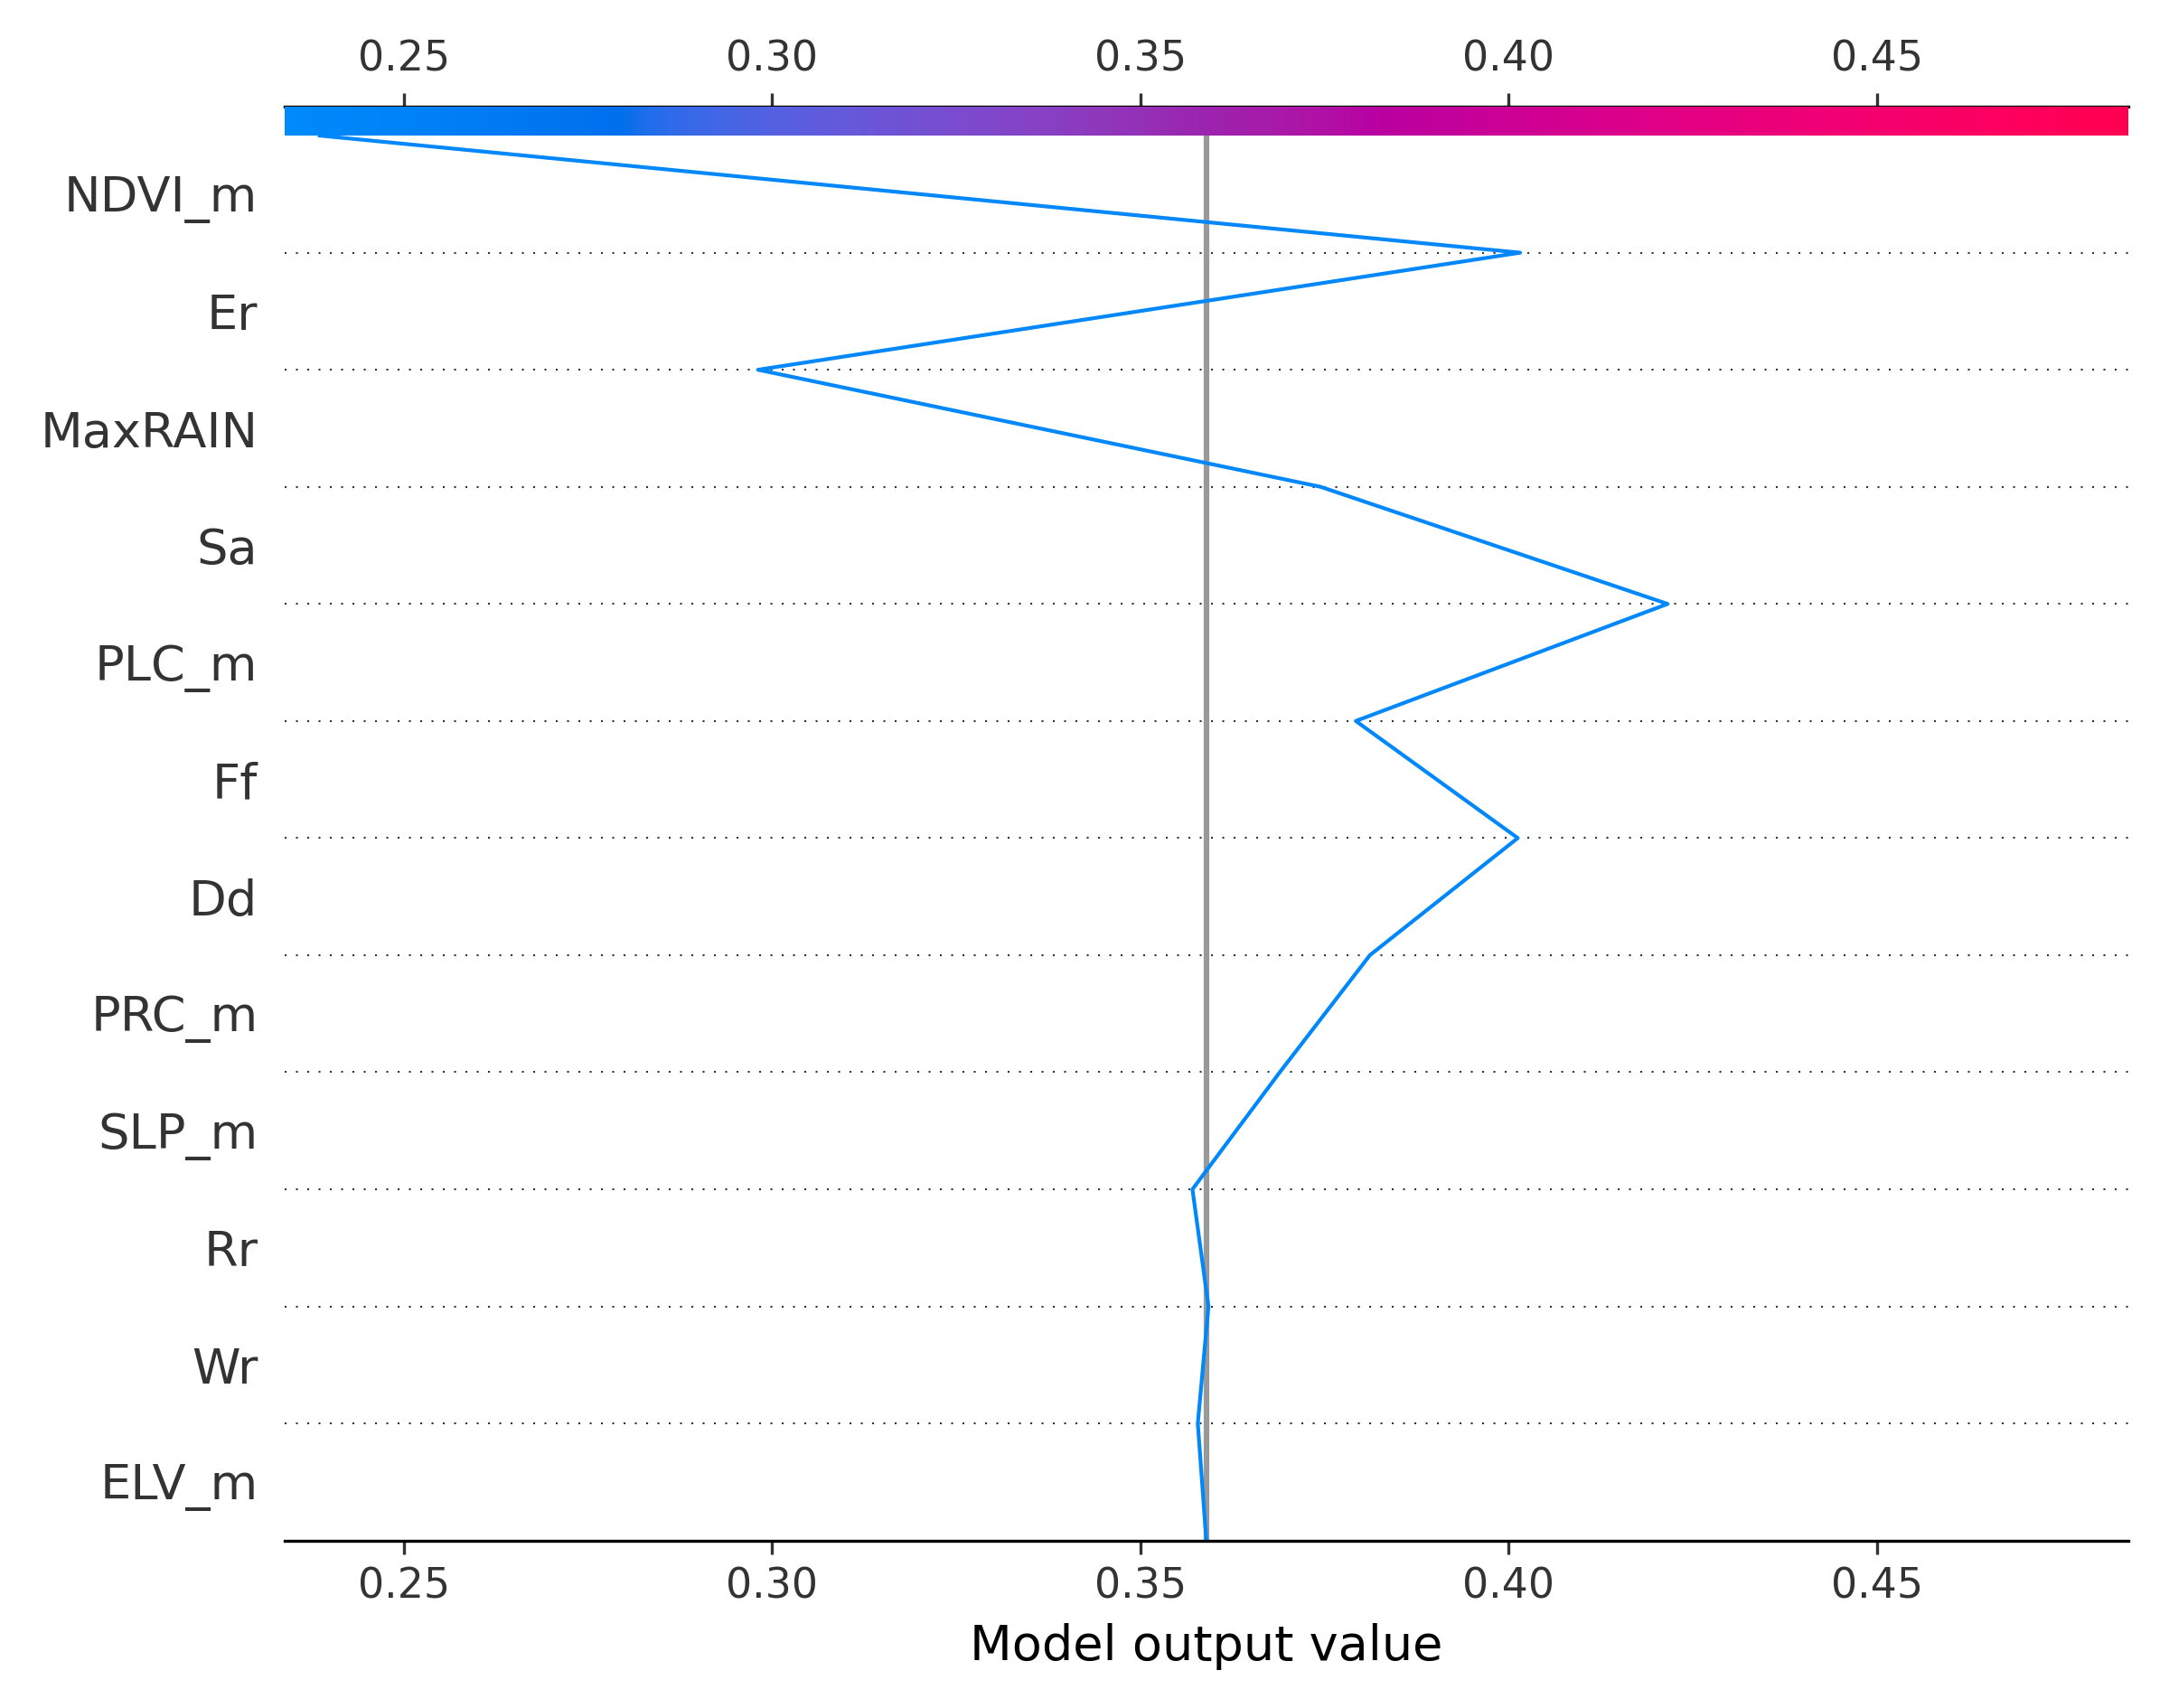 0.25 0.30 0.35 0.40 0.45
NDVI_m
Er
MaxRAIN
Sa
PLC_m
Ff
Dd
PRC_m
SLP_m
Rr
Wr
ELV_m
0.25 0.30 0.35 0.40 0.45
Model output value